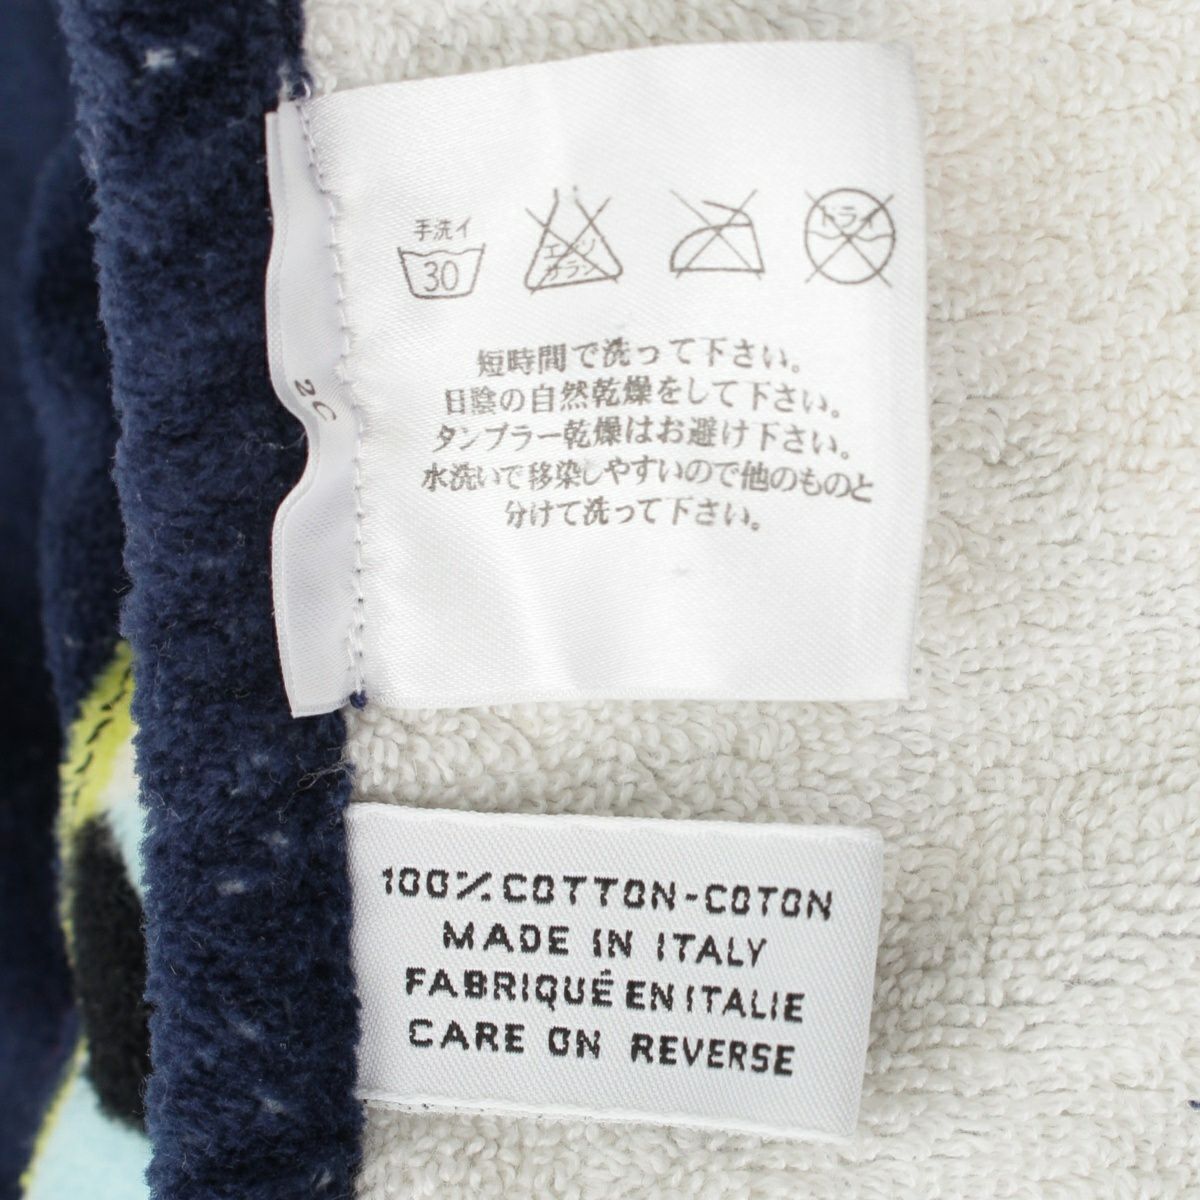 手洗イ
30
エンソ
サラシ
ドライ
短時間で洗って下さい。
日陰の自然乾燥をして下さい。
タンブラー乾燥はお避け下さい。
水洗いで移染しやすいので他のものと
分けて洗って下さい。
2C
100%COTTON-COTON
MADE IN ITALY
FABRIQUÉ EN ITALIE
CARE ON REVERSE